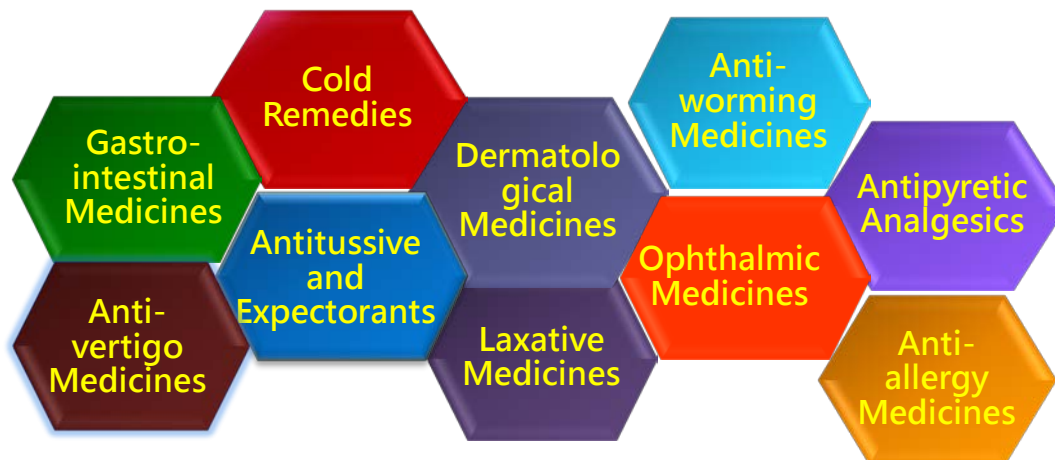 Cold
Remedies
Gastro-
intestinal
Medicines
Anti-
vertigo
Medicines
Antitussive
and
Expectorants
Dermatolo
gical
Medicines
Laxative
Medicines
Anti-
worming
Medicines
Ophthalmic
Medicines
Antipyretic
Analgesics
Anti-
allergy
Medicines